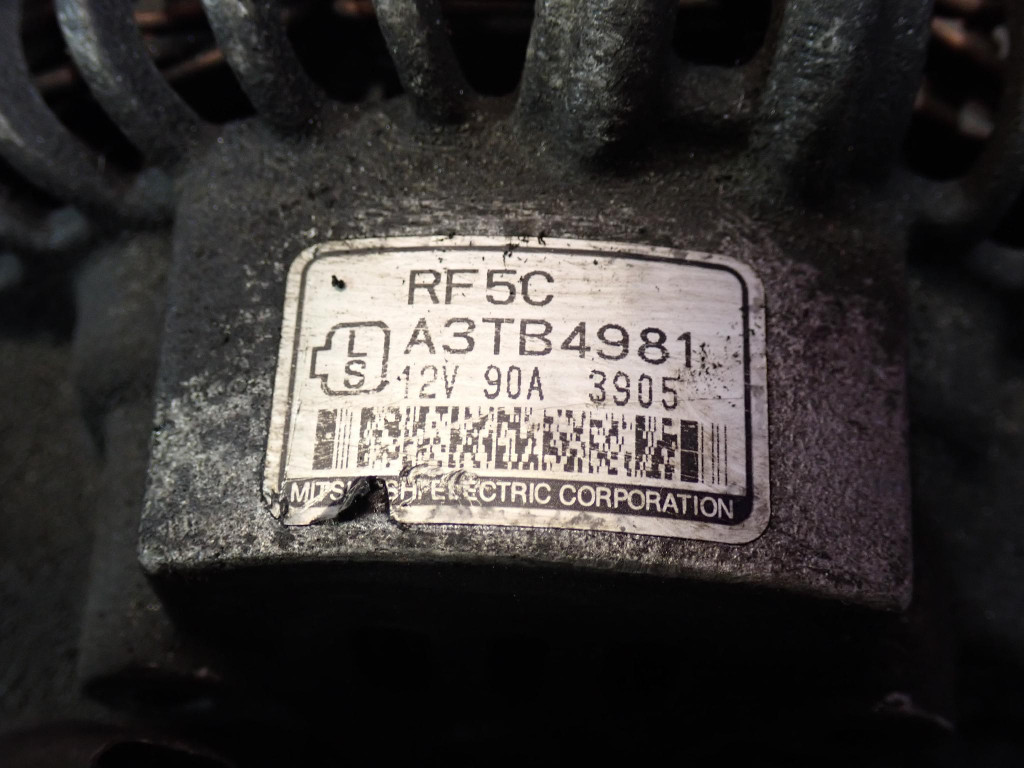 RF5C
A3TB4981
L
S
12V 90A 3905
ELECTRIC CORPORATION